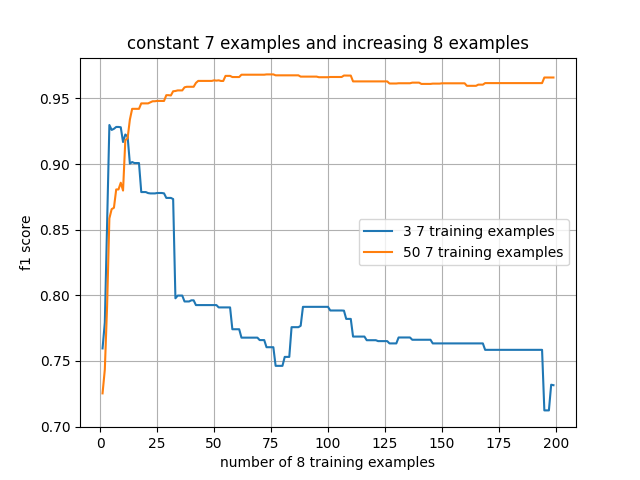 constant 7 examples and increasing 8 examples
f1 score
0.95
0.90
0.85
0.80
0.75
0.70
3 7 training examples
50 7 training examples
0 25 50 75 100 125 150 175 200
number of 8 training examples